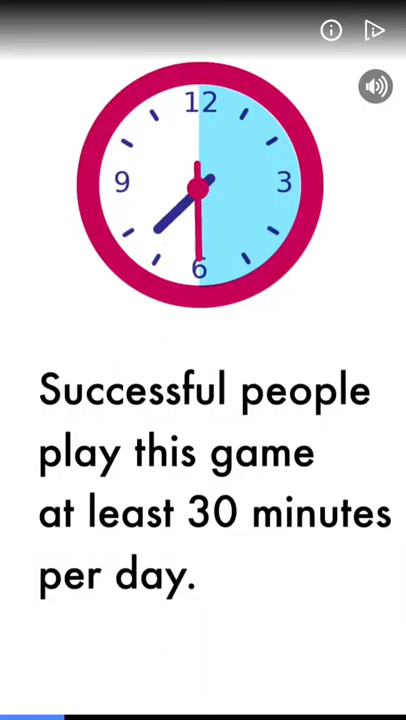 12
9
3
6
Successful people
play this game
at least 30 minutes
per day.